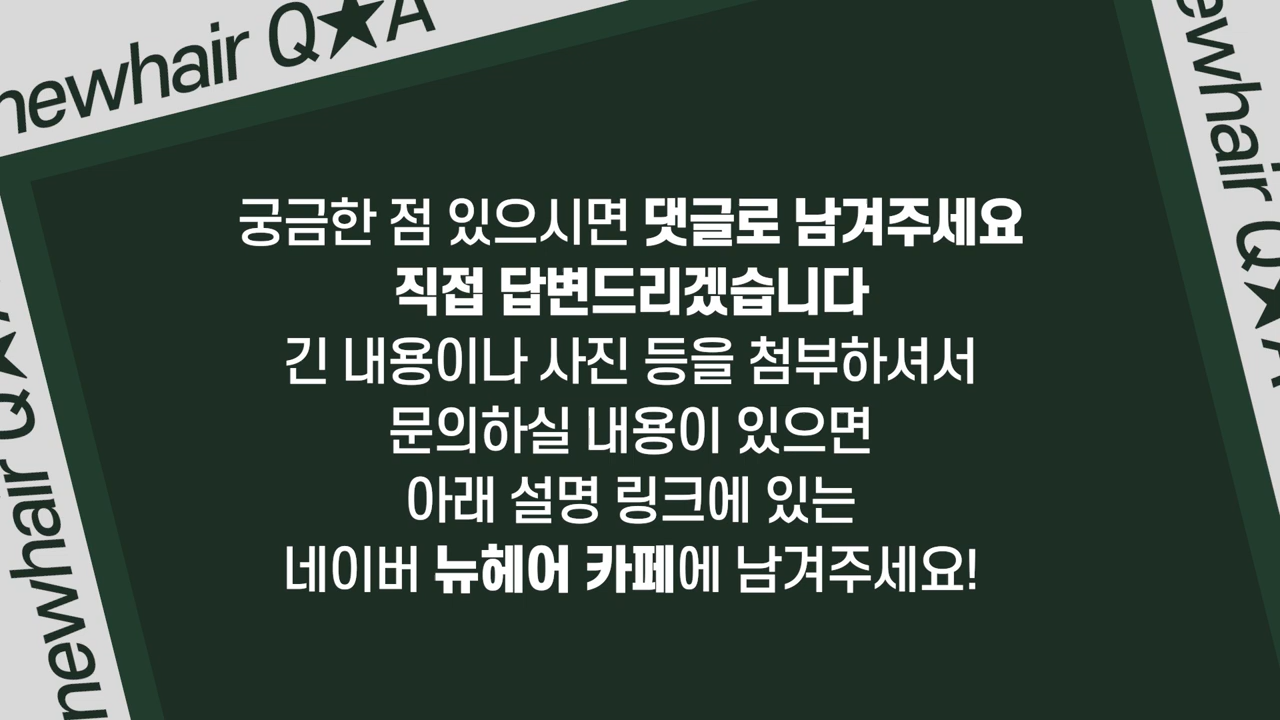 newhair Q★A
궁금한 점 있으시면 댓글로 남겨주세요
직접 답변드리겠습니다
긴 내용이나 사진 등을 첨부하셔서
문의하실 내용이 있으면
아래 설명 링크에 있는
네이버 뉴헤어 카페에 남겨주세요!
newhair Q★A
newhair Q★A